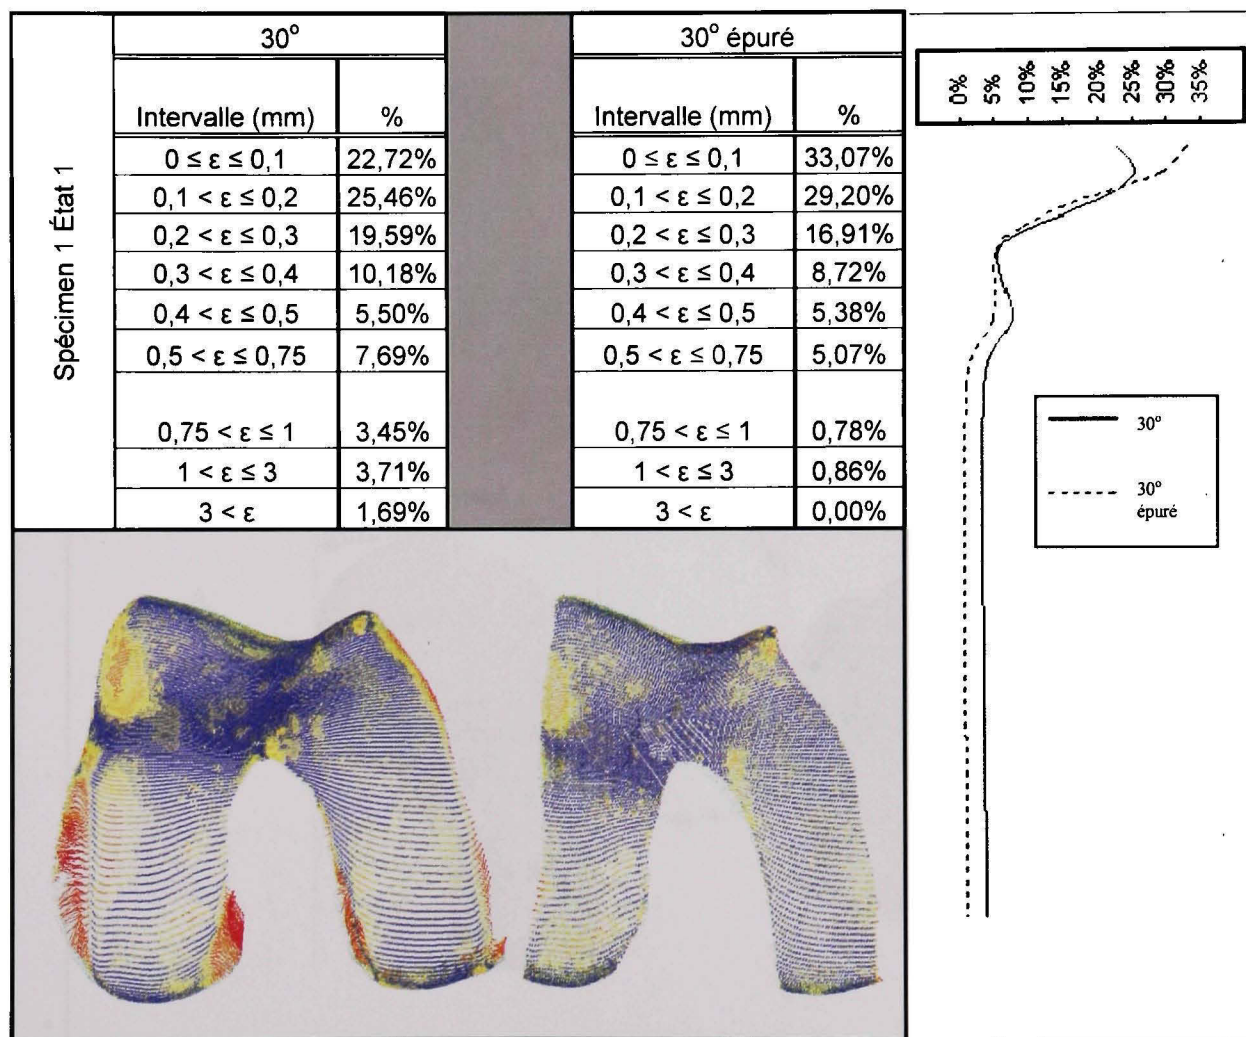 Spécimen 1 État 1
30° 30° épuré
Intervalle (mm) % Intervalle (mm) %
0 ≤ ε ≤ 0,1 22,72% 0 ≤ ε ≤ 0,1 33,07%
0,1 < ε ≤ 0,2 25,46% 0,1 < ε ≤ 0,2 29,20%
0,2 < ε ≤ 0,3 19,59% 0,2 < ε ≤ 0,3 16,91%
0,3 < ε ≤ 0,4 10,18% 0,3 < ε ≤ 0,4 8,72%
0,4 < ε ≤ 0,5 5,50% 0,4 < ε ≤ 0,5 5,38%
0,5 < ε ≤ 0,75 7,69% 0,5 < ε ≤ 0,75 5,07%
0,75 < ε ≤ 1 3,45% 0,75 < ε ≤ 1 0,78%
1 < ε ≤ 3 3,71% 1 < ε ≤ 3 0,86%
3 < ε 1,69% 3 < ε 0,00%
0% 5% 10% 15% 20% 25% 30% 35%
30°
30°
épuré